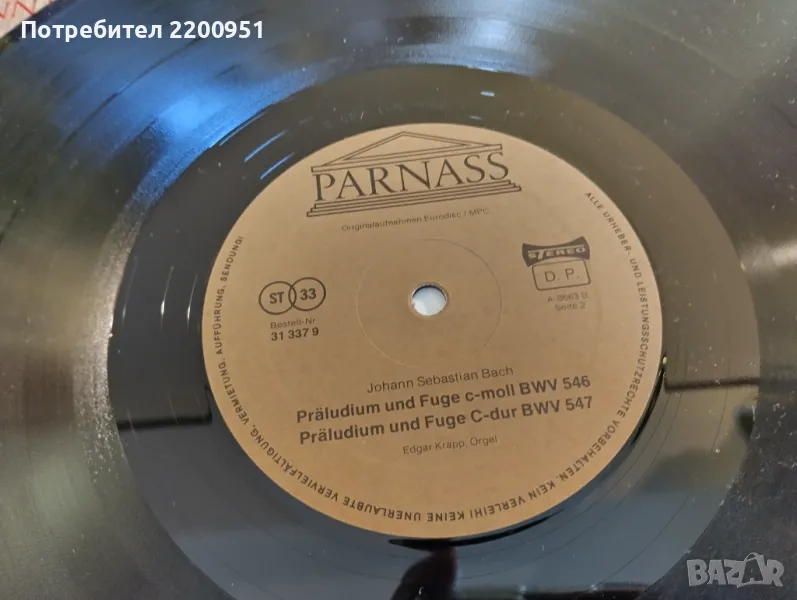 Потребител 2200951
PARNASS
Originalaufnahmen Eurodisc / MPC
ST 33
Bestell-Nr
31 337 9
STEREO
D. P.
A-8663 B
Seite 2
Johann Sebastian Bach
Präludium und Fuge c-moll BWV 546
Präludium und Fuge C-dur BWV 547
Edgar Krapp, Orgel
ALLE URHEBER- UND LEISTUNGSSCHUTZRECHTE VORBEHALTEN. KEIN VERLEIH! KEINE UNERLAUBTE VERVIELFÄLTIGUNG, VERMIETUNG, AUFFÜHRUNG, SENDUNG!
BAZAR